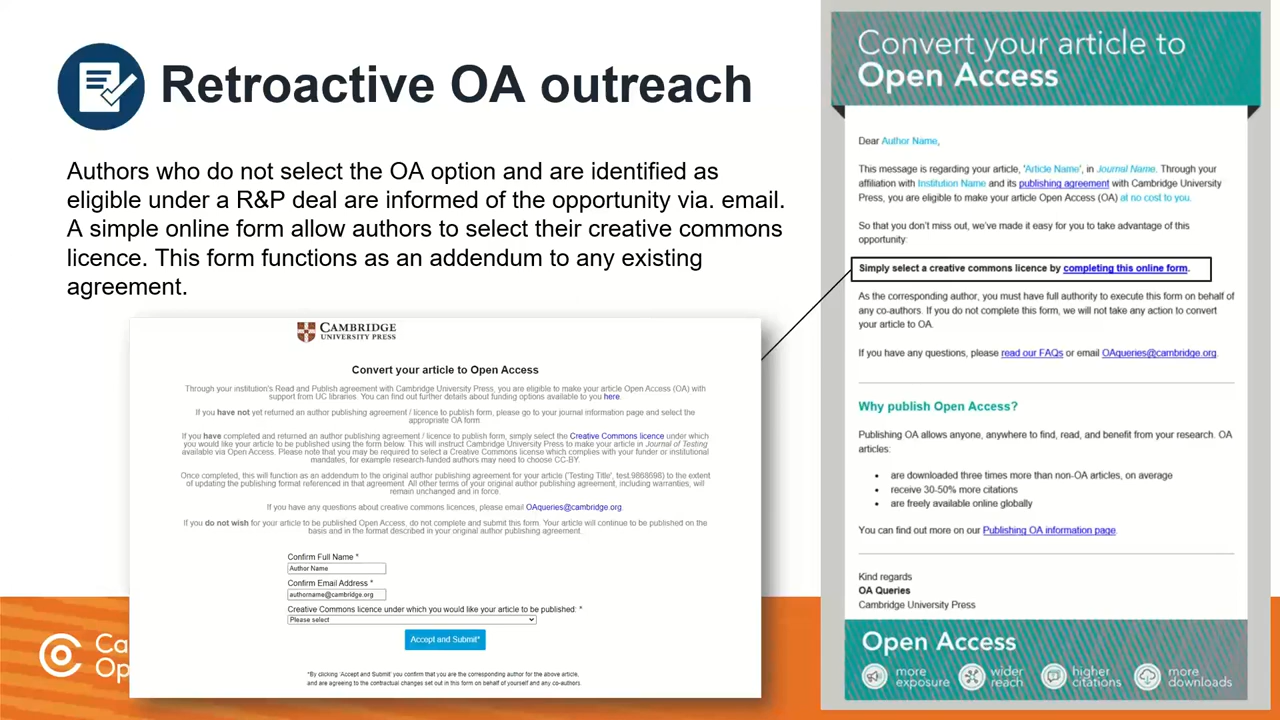 Retroactive OA outreach
Authors who do not select the OA option and are identified as
eligible under a R&P deal are informed of the opportunity via. email.
A simple online form allow authors to select their creative commons
licence. This form functions as an addendum to any existing
agreement.
CAMBRIDGE
UNIVERSITY PRESS
Convert your article to Open Access
Through your institution's Read and Publish agreement with Cambridge University Press, you are eligible to make your article Open Access (OA) with
support from UC libraries. You can find out further details about funding options available to you here.
If you have not yet returned an author publishing agreement / licence to publish form, please go to your journal information page and select the
appropriate OA form
If you have completed and returned an author publishing agreement / licence to publish form, simply select the Creative Commons licence under which
you would like your article to be published using the form below. This will instruct Cambridge University Press to make your article in Journal of Testing
available via Open Access. Please note that you may be required to select a Creative Commons license which complies with your funder or institutional
mandates, for example research-funded authors may need to choose CC-BY.
Once completed, this will function as an addendum to the original author publishing agreement for your article ('Testing Title', test.9868698) to the extent
of updating the publishing format referenced in that agreement. All other terms of your original author publishing agreement, including warranties, will
remain unchanged and in force.
If you have any questions about creative commons licences, please email OAqueries@cambridge.org
If you do not wish for your article to be published Open Access, do not complete and submit this form. Your article will continue to be published on the
basis and in the format described in your original author publishing agreement.
Confirm Full Name *
Author Name
Confirm Email Address *
authorname@cambridge.org
Creative Commons licence under which you would like your article to be published: *
Please select
Accept and Submit*
*By clicking 'Accept and Submit' you confirm that you are the corresponding author for the above article,
and are agreeing to the contractual changes set out in this form on behalf of yourself and any co-authors.
Ca
Op
Convert your article to
Open Access
Dear Author Name,
This message is regarding your article, 'Article Name', in Journal Name. Through your
affiliation with Institution Name and its publishing agreement with Cambridge University
Press, you are eligible to make your article Open Access (OA) at no cost to you.
So that you don't miss out, we've made it easy for you to take advantage of this
opportunity:
Simply select a creative commons licence by completing this online form.
As the corresponding author, you must have full authority to execute this form on behalf of
any co-authors. If you do not complete this form, we will not take any action to convert
your article to OA.
If you have any questions, please read our FAQs or email OAqueries@cambridge.org.
Why publish Open Access?
Publishing OA allows anyone, anywhere to find, read, and benefit from your research. OA
articles:
• are downloaded three times more than non-OA articles, on average
• receive 30-50% more citations
• are freely available online globally
You can find out more on our Publishing OA information page.
Kind regards
OA Queries
Cambridge University Press
Open Access
more
exposure
wider
reach
higher
citations
more
downloads